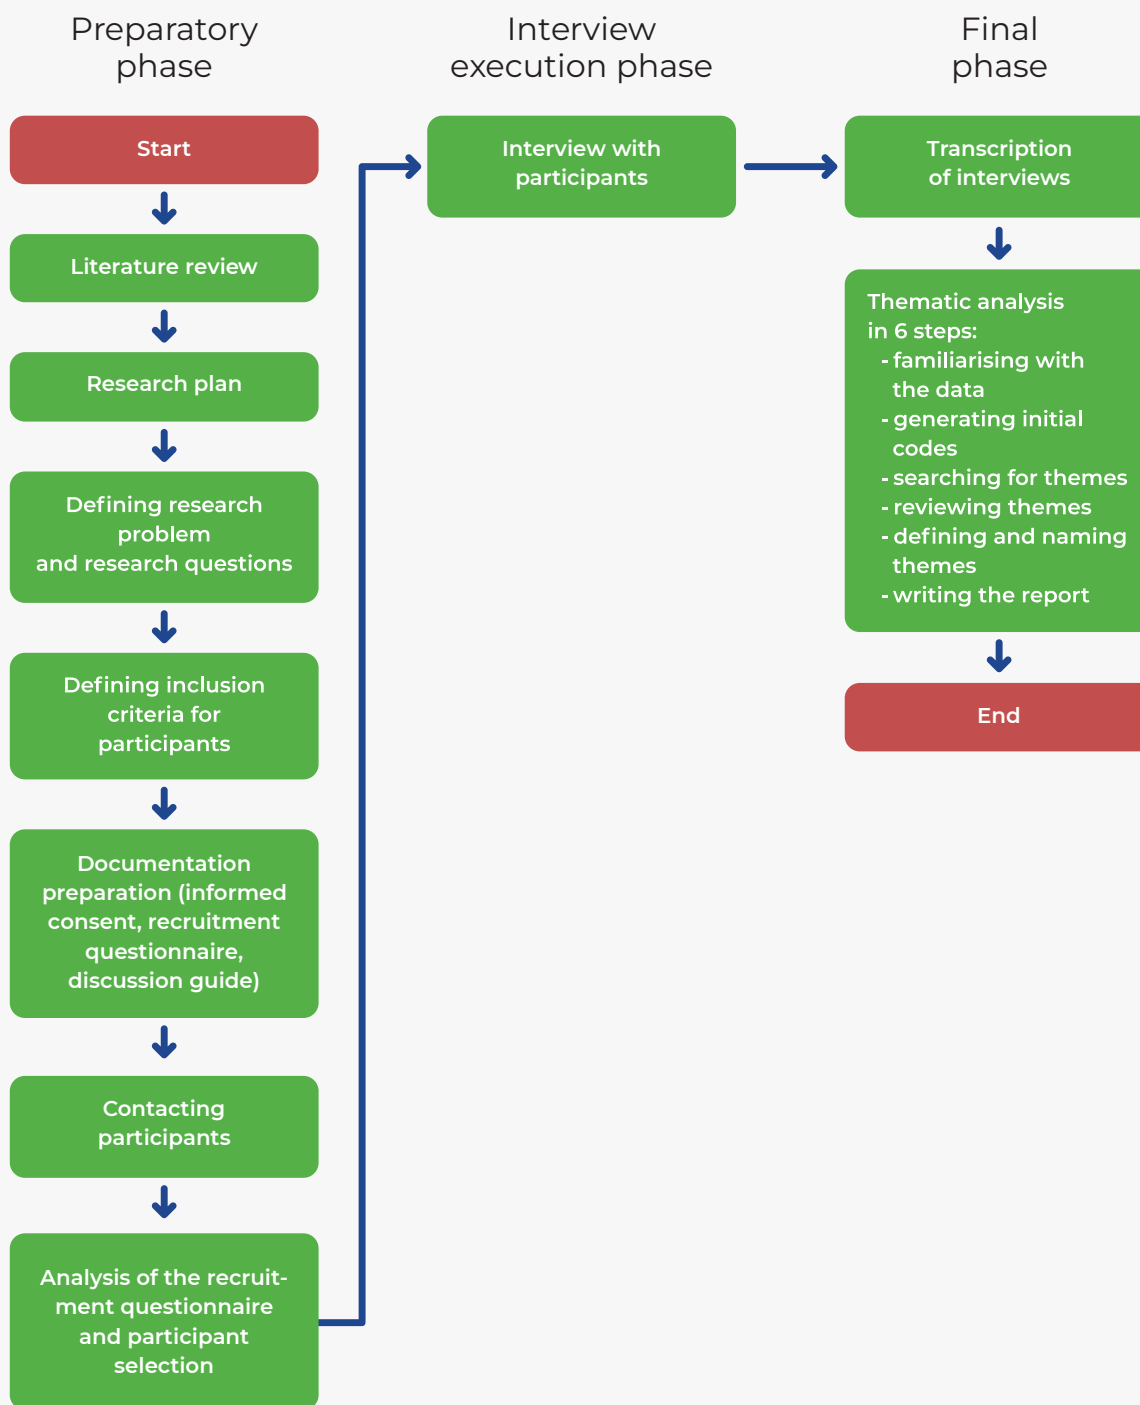 Preparatory
phase
Start
Literature review
Research plan
Defining research
problem
and research questions
Defining inclusion
criteria for
participants
Documentation
preparation (informed
consent, recruitment
questionnaire,
discussion guide)
Contacting
participants
Analysis of the recruit-
ment questionnaire
and participant
selection
Interview
execution phase
Interview with
participants
Final
phase
Transcription
of interviews
Thematic analysis
in 6 steps:
- familiarising with
the data
- generating initial
codes
- searching for themes
- reviewing themes
- defining and naming
themes
- writing the report
End